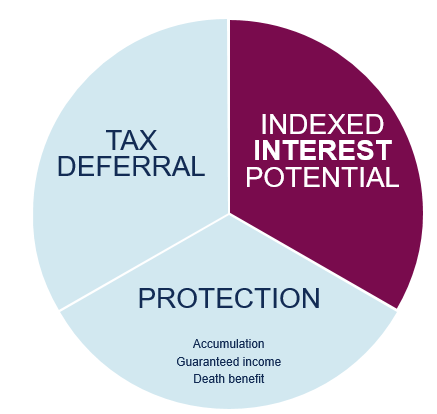 TAX
DEFERRAL
INDEXED
INTEREST
POTENTIAL
PROTECTION
Accumulation
Guaranteed income
Death benefit